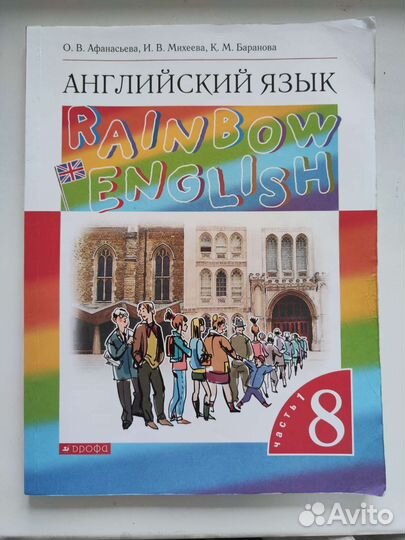 О. В. Афанасьева, И. В. Михеева, К. М. Баранова
АНГЛИЙСКИЙ ЯЗЫК
RAINBOW
ENGLISH
часть 1
8
дрофа
Avito